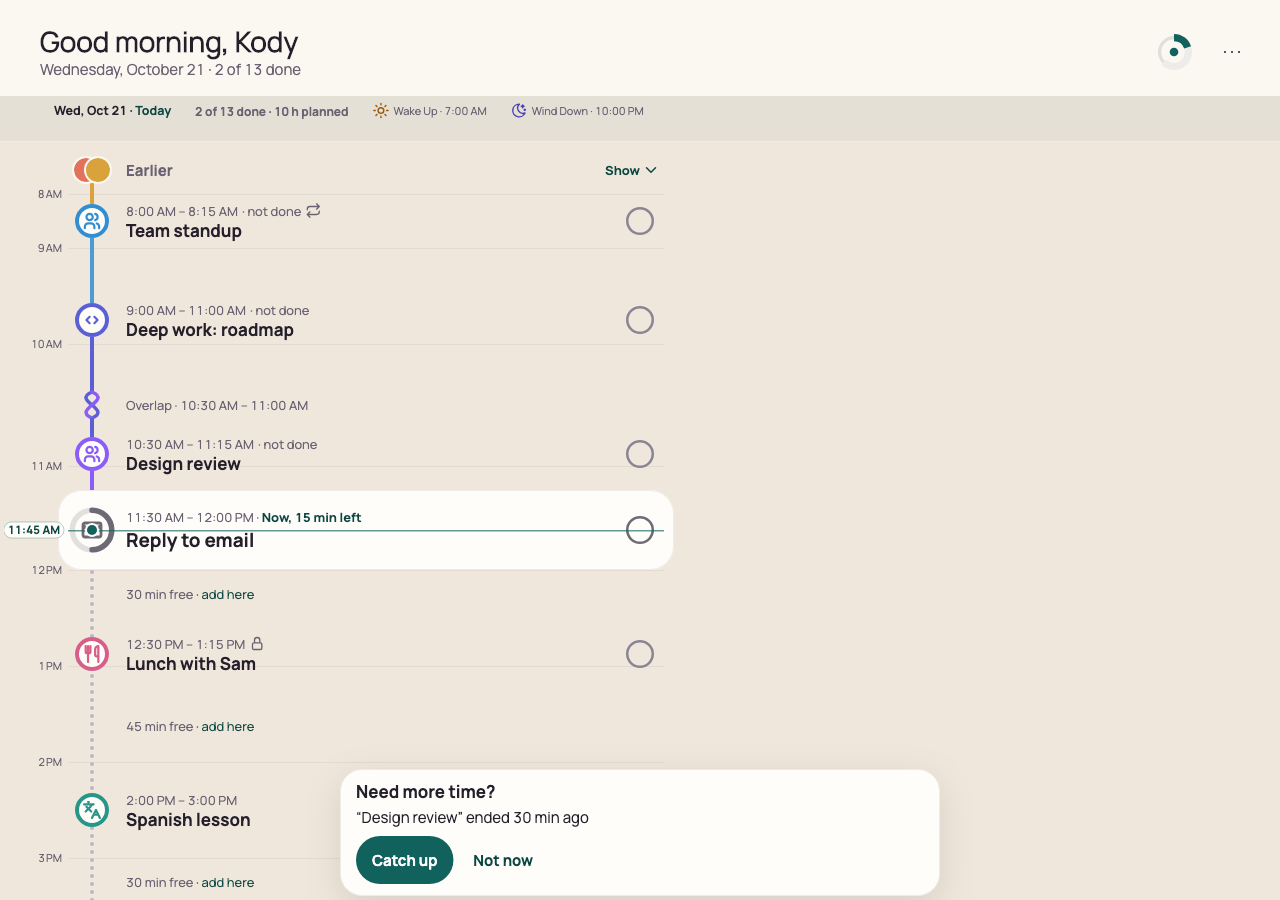 Good morning, Kody
Wednesday, October 21 · 2 of 13 done
Wed, Oct 21 · Today 2 of 13 done · 10 h planned Wake Up · 7:00 AM Wind Down · 10:00 PM
Earlier Show
8 AM
8:00 AM – 8:15 AM · not done
Team standup
9 AM
9:00 AM – 11:00 AM · not done
Deep work: roadmap
10 AM
Overlap · 10:30 AM – 11:00 AM
10:30 AM – 11:15 AM · not done
Design review
11 AM
11:30 AM – 12:00 PM · Now, 15 min left
11:45 AM
Reply to email
12 PM
30 min free · add here
12:30 PM – 1:15 PM
Lunch with Sam
1 PM
45 min free · add here
2 PM
2:00 PM – 3:00 PM
Spanish lesson
3 PM
30 min free · add here
Need more time?
“Design review” ended 30 min ago
Catch up Not now